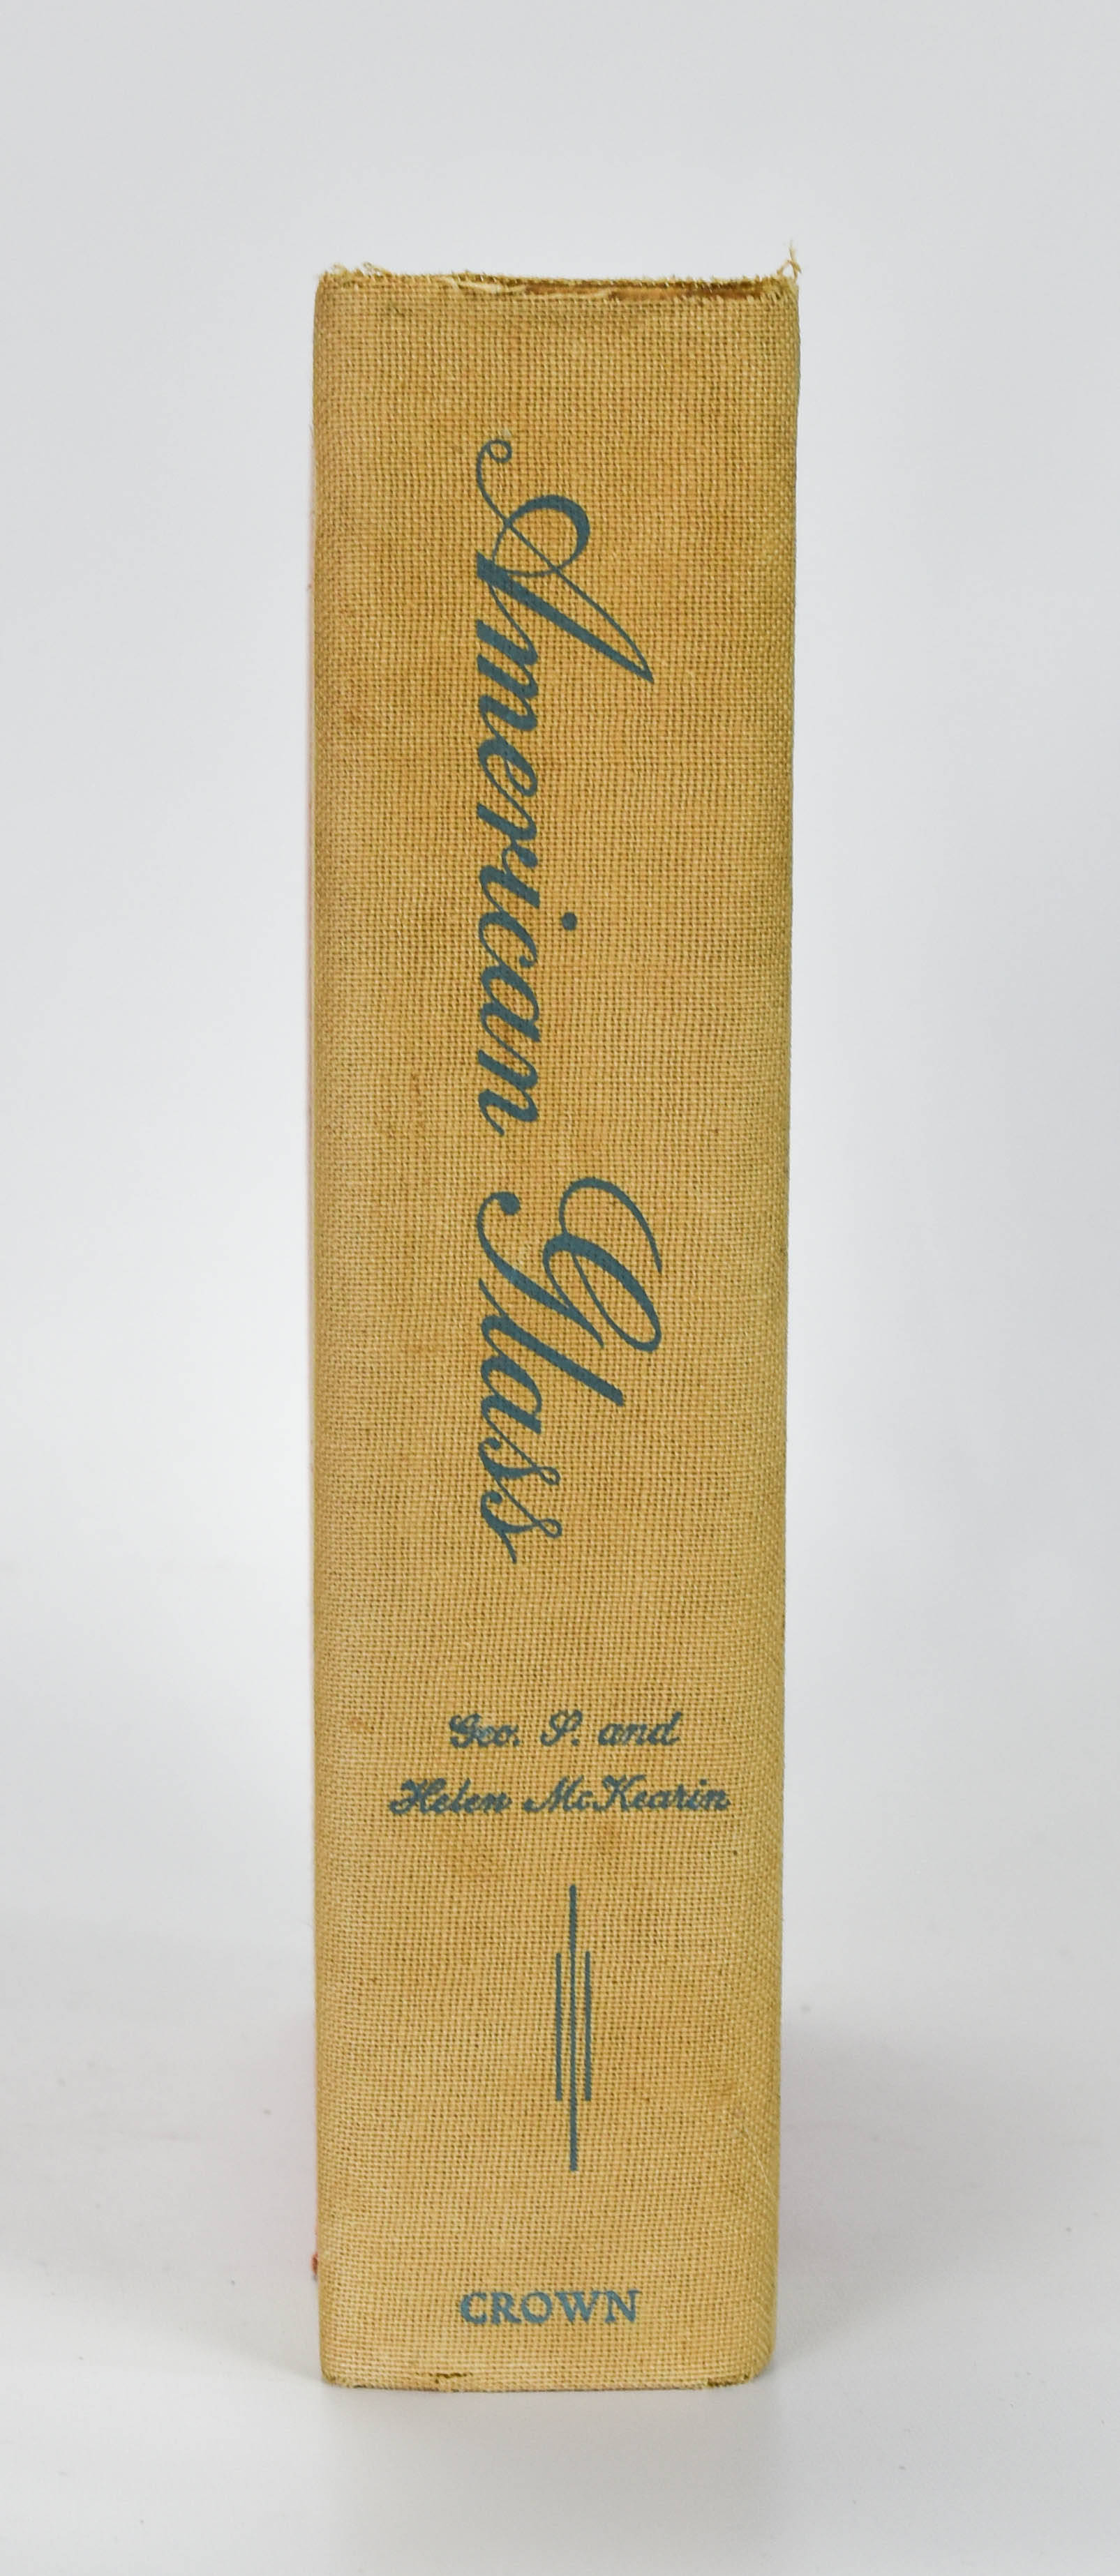 American Glass
Geo. S. and
Helen McKearin
CROWN